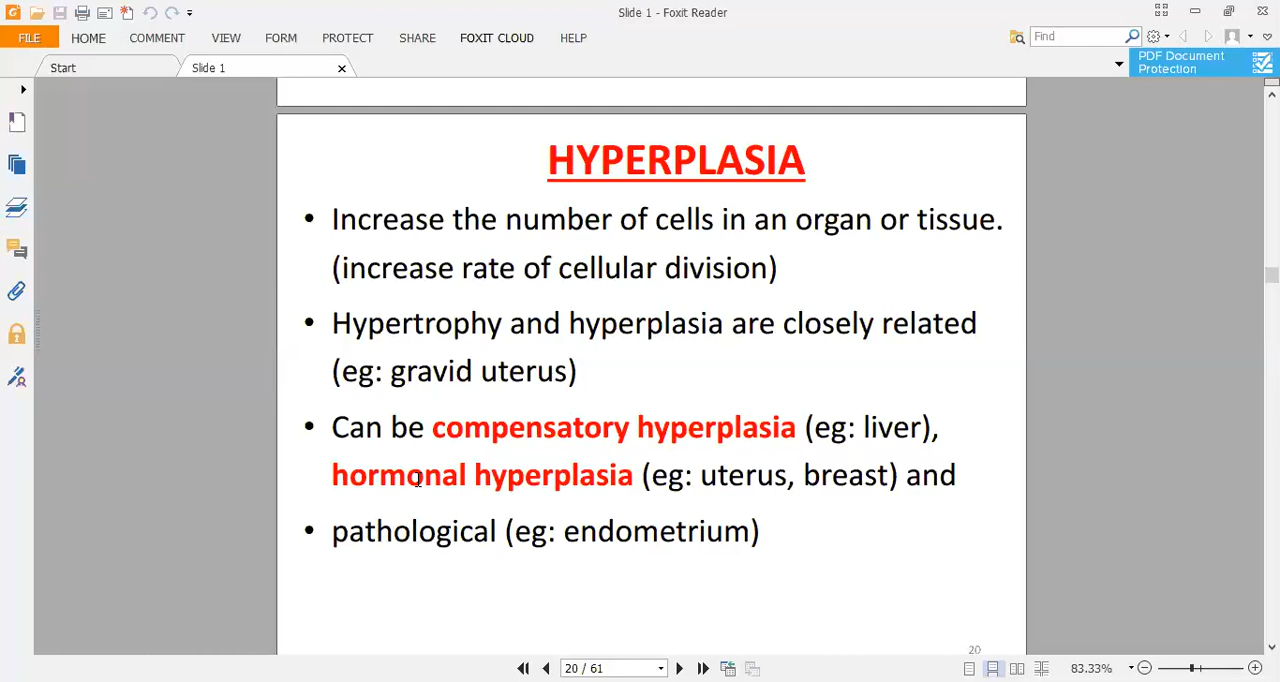 Slide 1 - Foxit Reader
FILE HOME COMMENT VIEW FORM PROTECT SHARE FOXIT CLOUD HELP
Find
Start Slide 1
PDF Document
Protection
HYPERPLASIA
• Increase the number of cells in an organ or tissue.
(increase rate of cellular division)
• Hypertrophy and hyperplasia are closely related
(eg: gravid uterus)
• Can be compensatory hyperplasia (eg: liver),
hormonal hyperplasia (eg: uterus, breast) and
• pathological (eg: endometrium)
20
20 / 61
83.33%